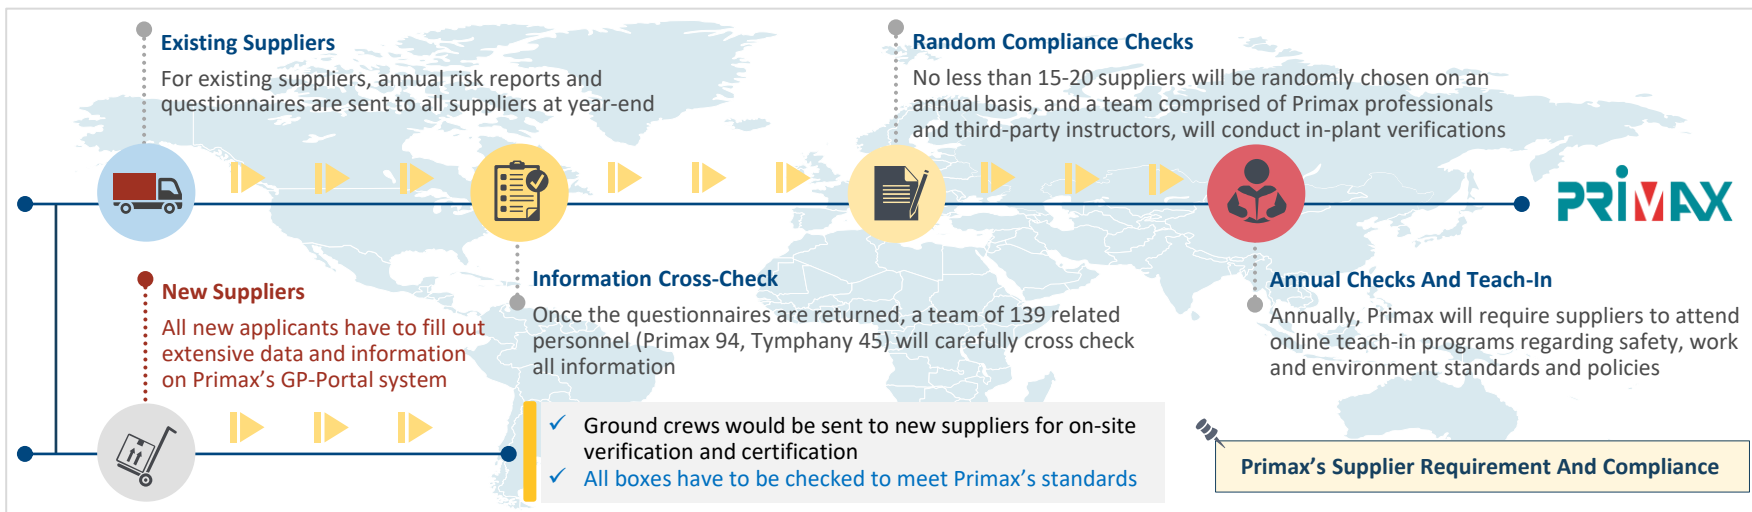 Existing Suppliers
For existing suppliers, annual risk reports and
questionnaires are sent to all suppliers at year-end
Random Compliance Checks
No less than 15-20 suppliers will be randomly chosen on an
annual basis, and a team comprised of Primax professionals
and third-party instructors, will conduct in-plant verifications
PRIMAX
New Suppliers
All new applicants have to fill out
extensive data and information
on Primax's GP-Portal system
Information Cross-Check
Once the questionnaires are returned, a team of 139 related
personnel (Primax 94, Tymphany 45) will carefully cross check
all information
Annual Checks And Teach-In
Annually, Primax will require suppliers to attend
online teach-in programs regarding safety, work
and environment standards and policies
✓ Ground crews would be sent to new suppliers for on-site
verification and certification
✓ All boxes have to be checked to meet Primax's standards
Primax's Supplier Requirement And Compliance